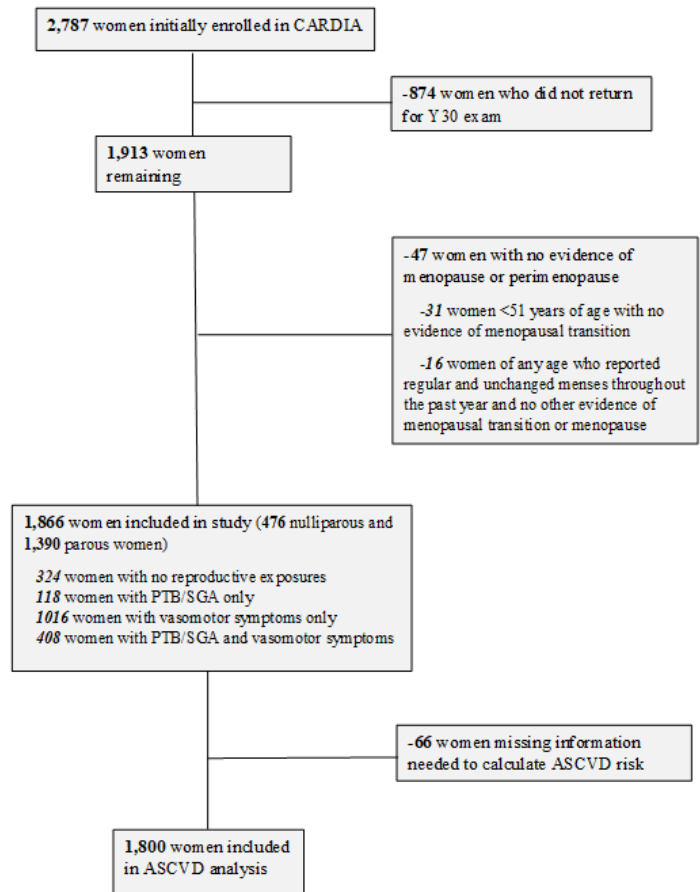 2,787 women initially enrolled in CARDIA
-874 women who did not return
for Y30 exam
1,913 women
remaining
-47 women with no evidence of
menopause or perimenopause
-31 women <51 years of age with no
evidence of menopausal transition
-16 women of any age who reported
regular and unchanged menses throughout
the past year and no other evidence of
menopausal transition or menopause
1,866 women included in study (476 nulliparous and
1,390 parous women)
324 women with no reproductive exposures
118 women with PTB/SGA only
1016 women with vasomotor symptoms only
408 women with PTB/SGA and vasomotor symptoms
-66 women missing information
needed to calculate ASCVD risk
1,800 women included
in ASCVD analysis